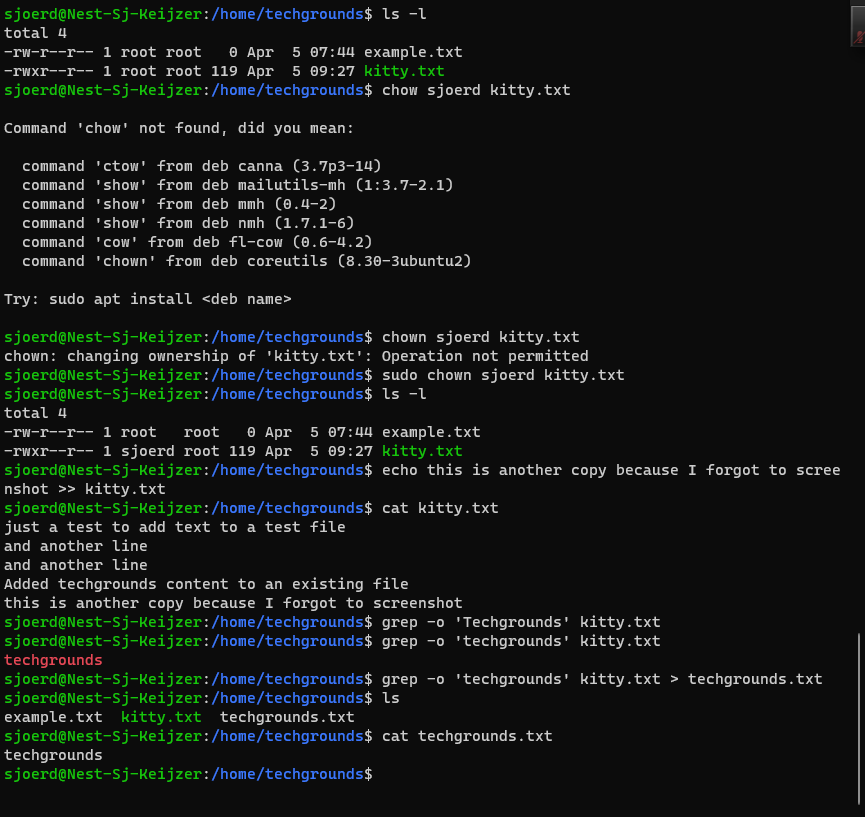 sjoerd@Nest-Sj-Keijzer:/home/techgrounds$ ls -l
total 4
-rw-r--r-- 1 root root   0 Apr  5 07:44 example.txt
-rwxr--r-- 1 root root 119 Apr  5 09:27 kitty.txt
sjoerd@Nest-Sj-Keijzer:/home/techgrounds$ chow sjoerd kitty.txt

Command 'chow' not found, did you mean:

  command 'ctow' from deb canna (3.7p3-14)
  command 'show' from deb mailutils-mh (1:3.7-2.1)
  command 'show' from deb mmh (0.4-2)
  command 'show' from deb nmh (1.7.1-6)
  command 'cow' from deb fl-cow (0.6-4.2)
  command 'chown' from deb coreutils (8.30-3ubuntu2)

Try: sudo apt install <deb name>

sjoerd@Nest-Sj-Keijzer:/home/techgrounds$ chown sjoerd kitty.txt
chown: changing ownership of 'kitty.txt': Operation not permitted
sjoerd@Nest-Sj-Keijzer:/home/techgrounds$ sudo chown sjoerd kitty.txt
sjoerd@Nest-Sj-Keijzer:/home/techgrounds$ ls -l
total 4
-rw-r--r-- 1 root   root   0 Apr  5 07:44 example.txt
-rwxr--r-- 1 sjoerd root 119 Apr  5 09:27 kitty.txt
sjoerd@Nest-Sj-Keijzer:/home/techgrounds$ echo this is another copy because I forgot to scree
nshot >> kitty.txt
sjoerd@Nest-Sj-Keijzer:/home/techgrounds$ cat kitty.txt
just a test to add text to a test file
and another line
and another line
Added techgrounds content to an existing file
this is another copy because I forgot to screenshot
sjoerd@Nest-Sj-Keijzer:/home/techgrounds$ grep -o 'Techgrounds' kitty.txt
sjoerd@Nest-Sj-Keijzer:/home/techgrounds$ grep -o 'techgrounds' kitty.txt
techgrounds
sjoerd@Nest-Sj-Keijzer:/home/techgrounds$ grep -o 'techgrounds' kitty.txt > techgrounds.txt
sjoerd@Nest-Sj-Keijzer:/home/techgrounds$ ls
example.txt  kitty.txt  techgrounds.txt
sjoerd@Nest-Sj-Keijzer:/home/techgrounds$ cat techgrounds.txt
techgrounds
sjoerd@Nest-Sj-Keijzer:/home/techgrounds$